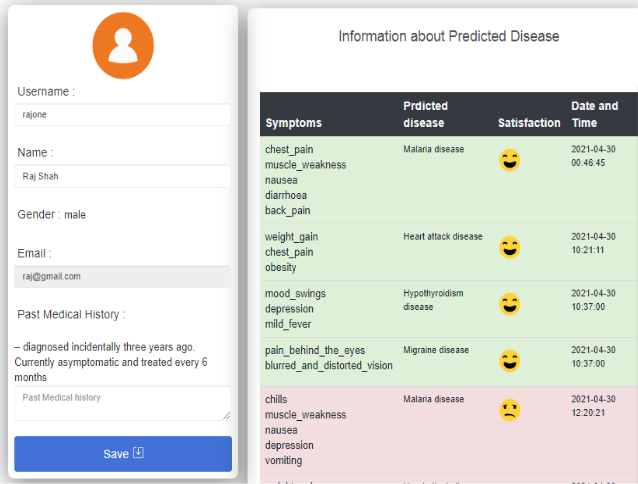 Username :
rajone
Name :
Raj Shah
Gender : male
Email :
raj@gmail.com
Past Medical History :
– diagnosed incidentally three years ago.
Currently asymptomatic and treated every 6
months
Past Medical history
Save
Information about Predicted Disease
Symptoms Prdicted disease Satisfaction Date and Time
chest_pain Malaria disease 2021-04-30
muscle_weakness 00:46:45
nausea
diarrhoea
back_pain
weight_gain Heart attack disease 2021-04-30
chest_pain 10:21:11
obesity
mood_swings Hypothyroidism 2021-04-30
depression disease 10:37:00
mild_fever
pain_behind_the_eyes Migraine disease 2021-04-30
blurred_and_distorted_vision 10:37:00
chills Malaria disease 2021-04-30
muscle_weakness 12:20:21
nausea
depression
vomiting